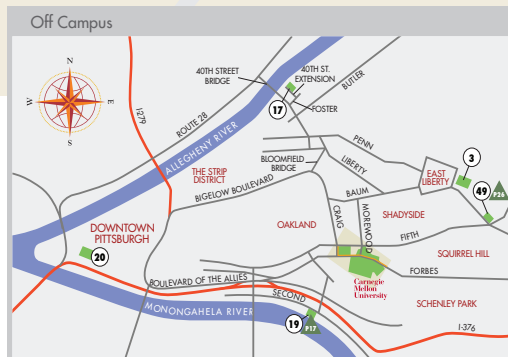 Off Campus
N
W
E
S
I-279
40TH STREET
BRIDGE
40TH ST.
EXTENSION
BUTLER
17
FOSTER
ROUTE 28
ALLEGHENY RIVER
PENN
LIBERTY
BLOOMFIELD
BRIDGE
THE STRIP
DISTRICT
BIGELOW BOULEVARD
BAUM
EAST
LIBERTY
3
49
P26
CRAIG
MOREWOOD
SHADYSIDE
OAKLAND
FIFTH
DOWNTOWN
PITTSBURGH
20
SQUIRREL HILL
FORBES
Carnegie
Mellon
University
BOULEVARD OF THE ALLIES
SECOND
SCHENLEY PARK
MONONGAHELA RIVER
19
P17
I-376